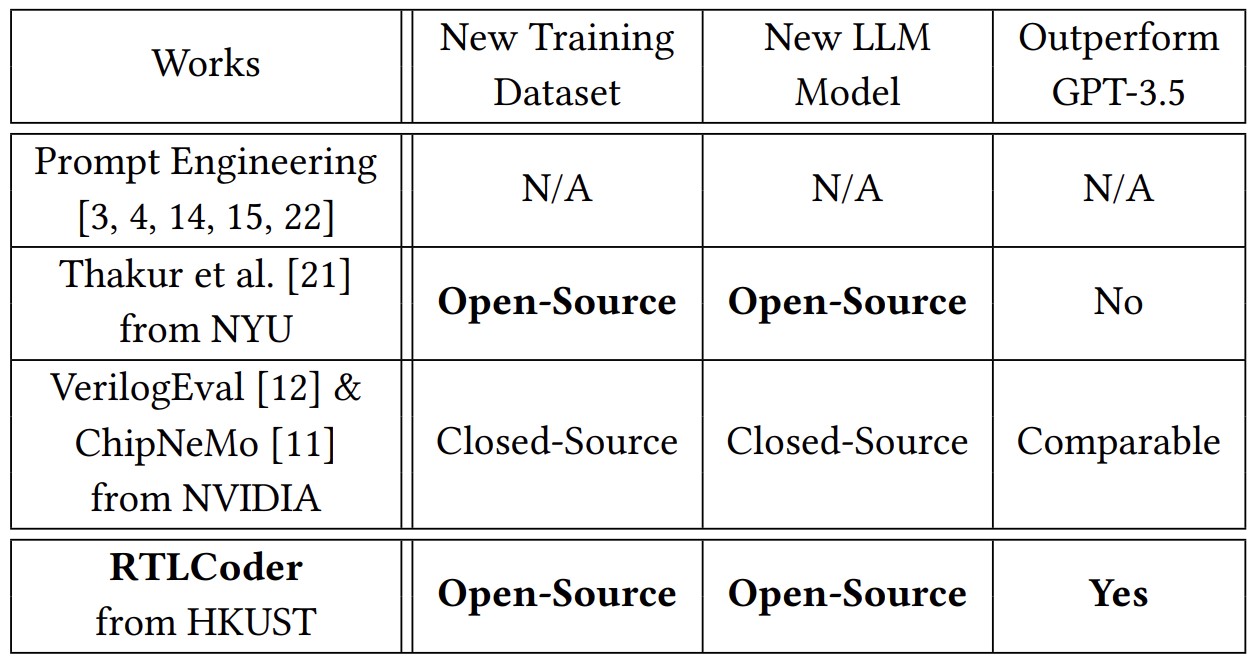 Works
New Training
Dataset
New LLM
Model
Outperform
GPT-3.5
Prompt Engineering
[3, 4, 14, 15, 22]
N/A
N/A
N/A
Thakur et al. [21]
from NYU
Open-Source
Open-Source
No
VerilogEval [12] &
ChipNeMo [11]
from NVIDIA
Closed-Source
Closed-Source
Comparable
RTLCoder
from HKUST
Open-Source
Open-Source
Yes